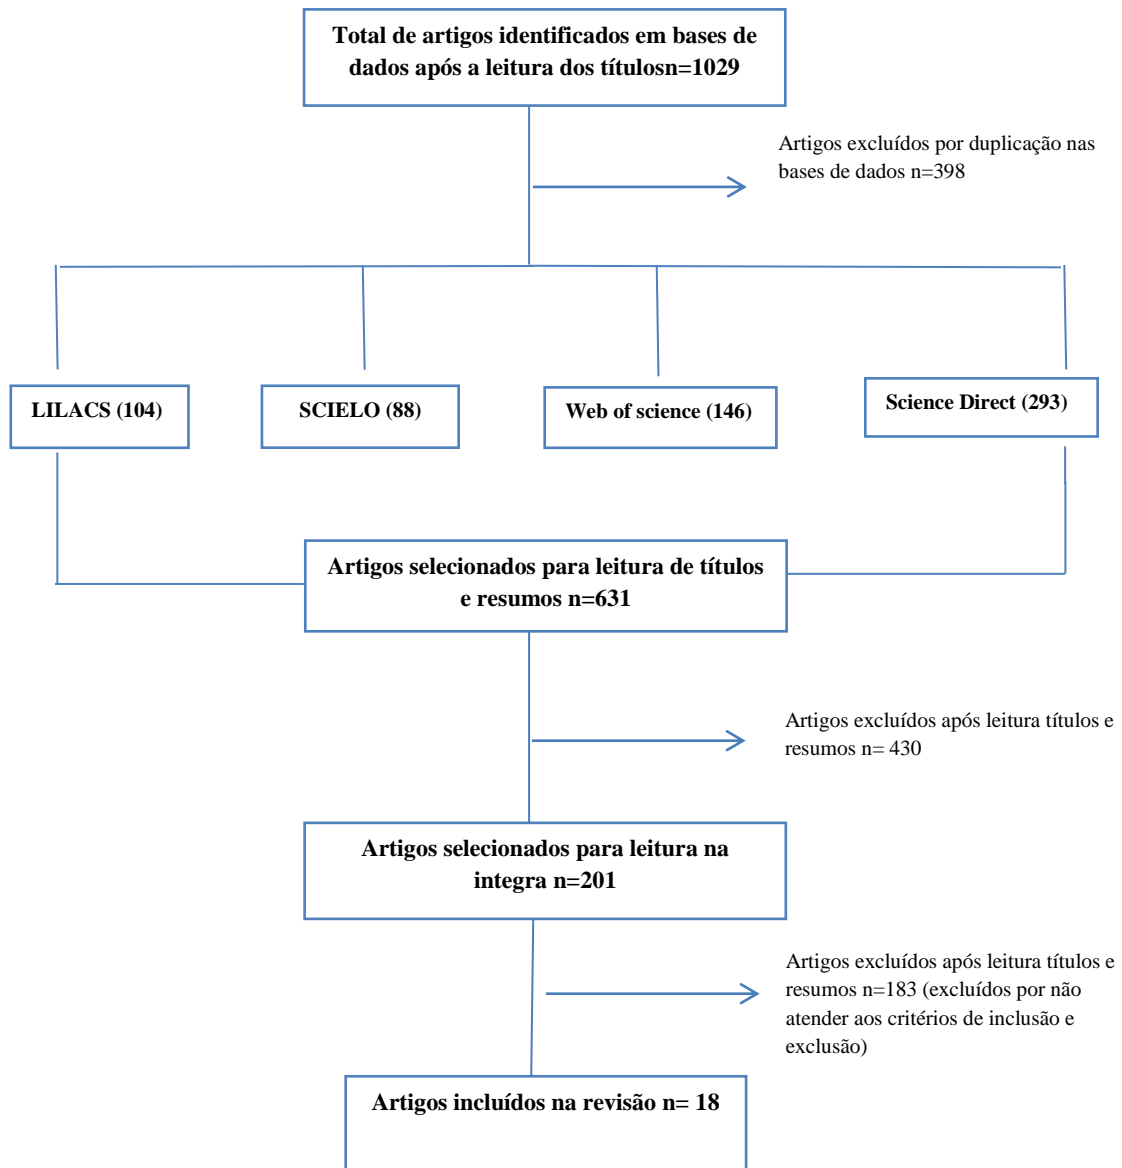 Total de artigos identificados em bases de
dados após a leitura dos títulosn=1029
Artigos excluídos por duplicação nas
bases de dados n=398
LILACS (104)
SCIELO (88)
Web of science (146)
Science Direct (293)
Artigos selecionados para leitura de títulos
e resumos n=631
Artigos excluídos após leitura títulos e
resumos n= 430
Artigos selecionados para leitura na
integra n=201
Artigos excluídos após leitura títulos e
resumos n=183 (excluídos por não
atender aos critérios de inclusão e
exclusão)
Artigos incluídos na revisão n= 18